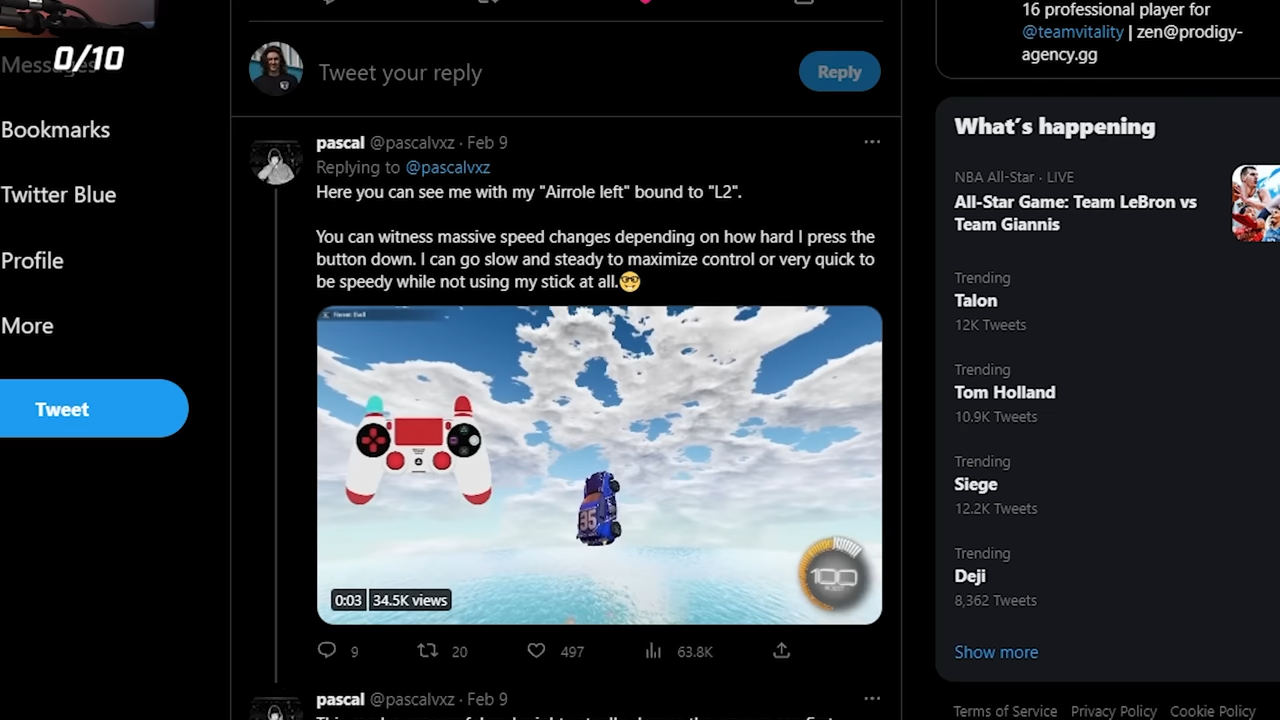 0/10
Messages
Bookmarks
Twitter Blue
Profile
More
Tweet
Tweet your reply
Reply
pascal @pascalvxz · Feb 9
Replying to @pascalvxz
Here you can see me with my "Airrole left" bound to "L2".
You can witness massive speed changes depending on how hard I press the
button down. I can go slow and steady to maximize control or very quick to
be speedy while not using my stick at all.🤓
35
100
0:03 34.5K views
9 20 497 63.8K
pascal @pascalvxz · Feb 9
16 professional player for
@teamvitality | zen@prodigy-
agency.gg
What's happening
NBA All-Star · LIVE
All-Star Game: Team LeBron vs
Team Giannis
Trending
Talon
12K Tweets
Trending
Tom Holland
10.9K Tweets
Trending
Siege
12.2K Tweets
Trending
Deji
8,362 Tweets
Show more
Terms of Service Privacy Policy Cookie Policy